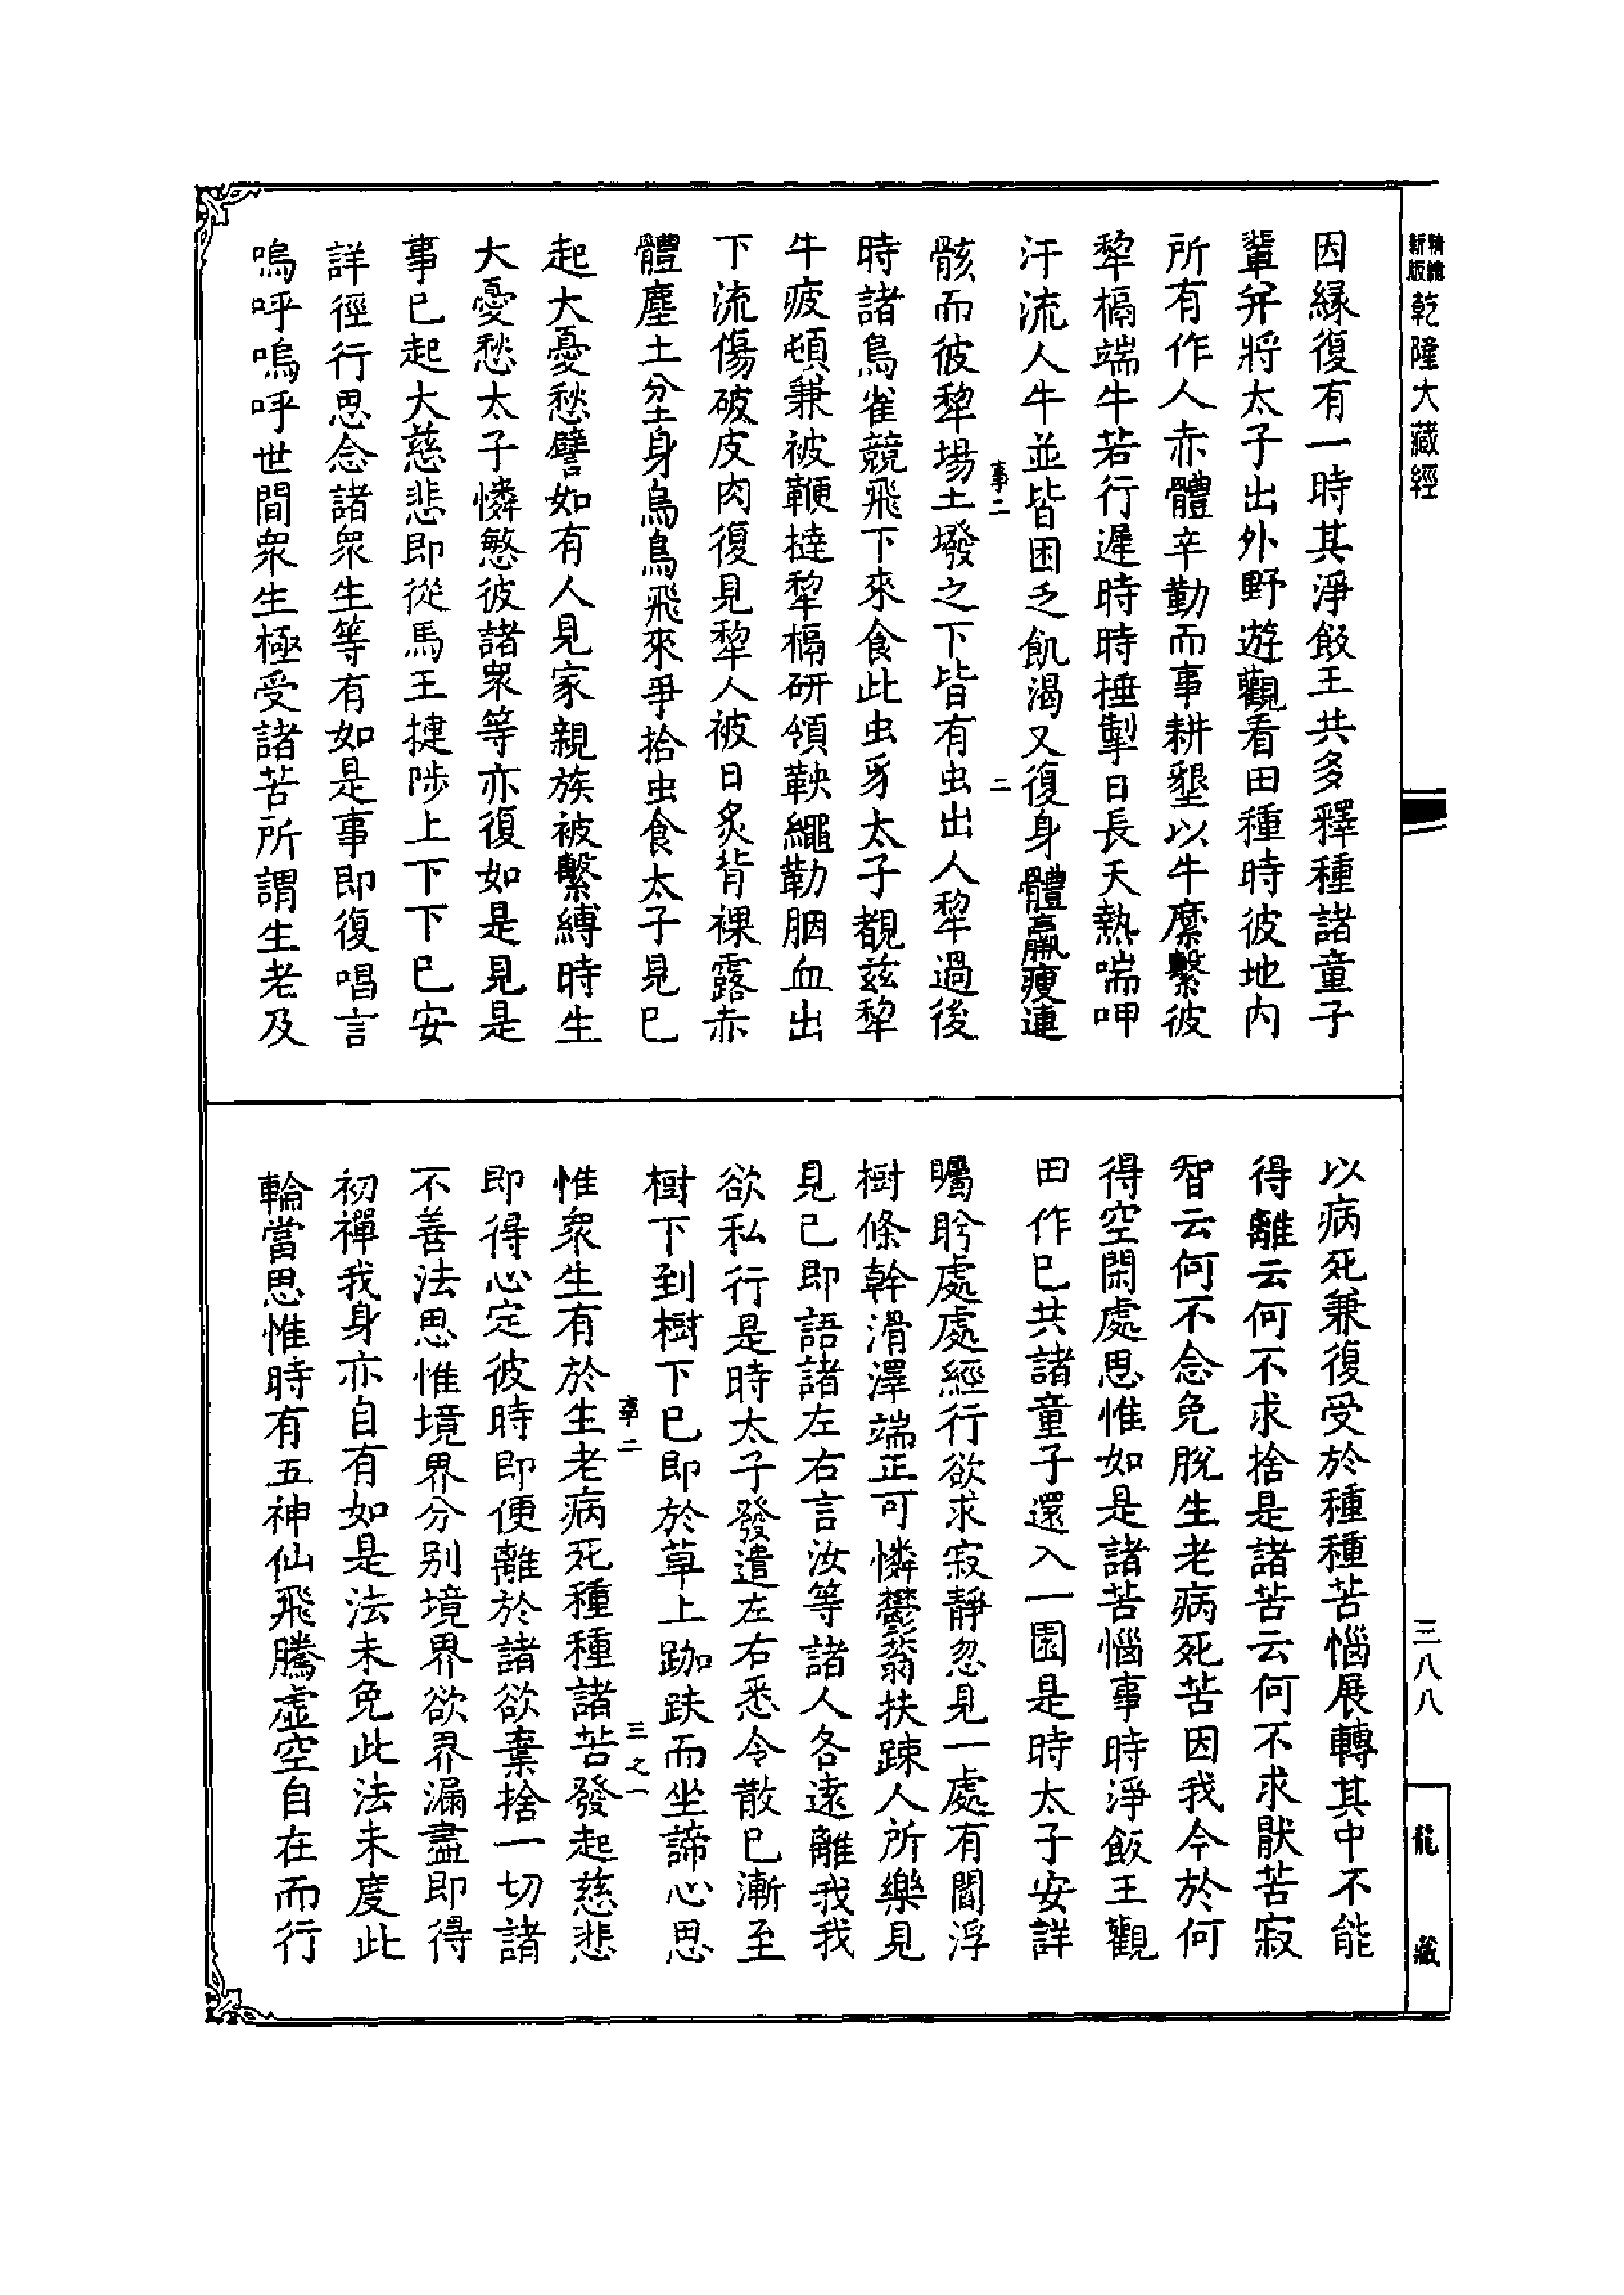 新版精縮
乾隆大藏經
因緣復有一時其淨飯王共多釋種諸童子
輩并將太子出外野遊觀看田種時彼地內
所有作人赤體辛勤而事耕墾以牛縻繫彼
犂槅端牛若行遲時時捶掣日長天熱喘呷
汗流人牛並皆困乏飢渴又復身體羸瘦連
事二 二
骸而彼犂場土墢之下皆有虫出人犂過後
時諸鳥雀競飛下來食此虫豸太子覩兹犂
牛疲頓兼被鞭撻犂槅研領鞅繩勒胭血出
下流傷破皮肉復見犂人被日炙背裸露赤
體塵土坌身烏鳥飛來爭拾虫食太子見已
起大憂愁譬如有人見家親族被繫縛時生
大憂愁太子憐愍彼諸衆等亦復如是見是
事已起大慈悲即從馬王揵陟上下下已安
詳徑行思念諸衆生等有如是事即復唱言
嗚呼嗚呼世間衆生極受諸苦所謂生老及
以病死兼復受於種種苦惱展轉其中不能
得離云何不求捨是諸苦云何不求厭苦寂
智云何不念免脫生老病死苦因我今於何
得空閑處思惟如是諸苦惱事時淨飯王觀
田作已共諸童子還入一園是時太子安詳
矚盻處處經行欲求寂靜忽見一處有閻浮
樹條幹滑澤端正可憐鬱蓊扶踈人所樂見
見已即語諸左右言汝等諸人各遠離我我
欲私行是時太子發遣左右悉令散已漸至
樹下到樹下已即於草上跏趺而坐諦心思
事二 三之一
惟衆生有於生老病死種種諸苦發起慈悲
即得心定彼時即便離於諸欲棄捨一切諸
不善法思惟境界分別境界欲界漏盡即得
初禪我身亦自有如是法未免此法未度此
輪當思惟時有五神仙飛騰虛空自在而行
三八八
龍藏